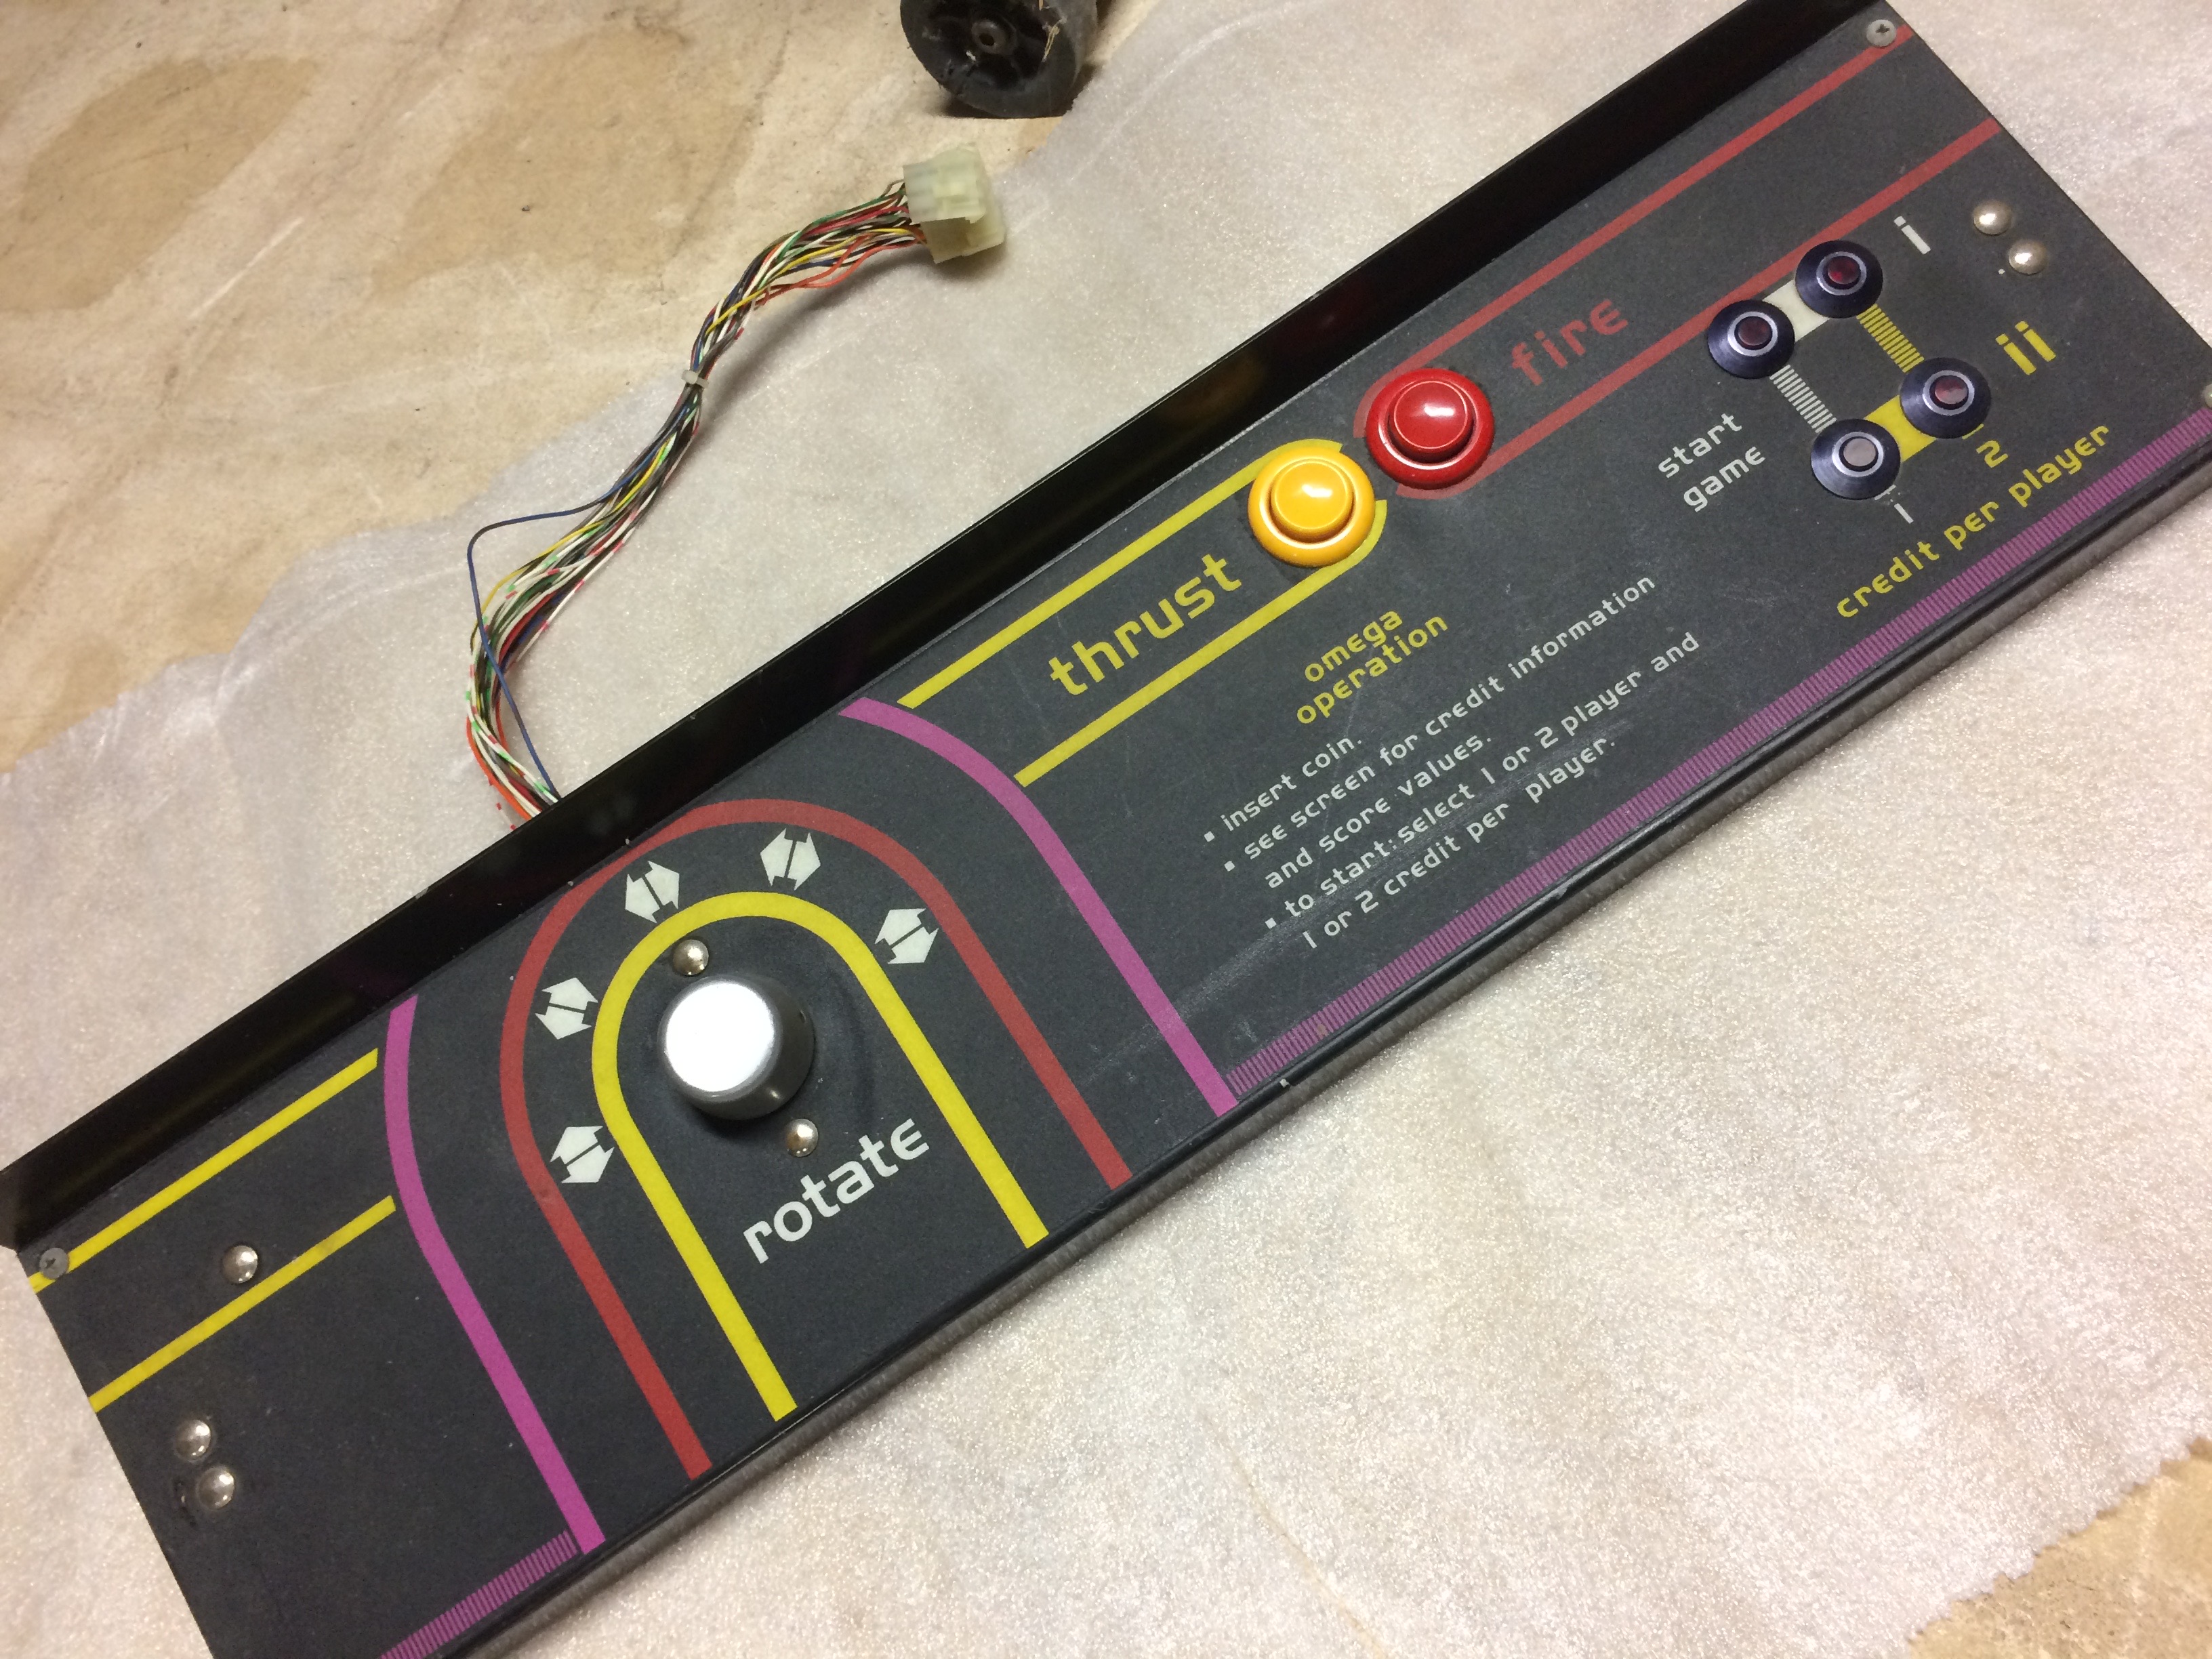 rotate
thrust
fire
omega
operation
▪ insert coin.
▪ see screen for credit information
and score values.
▪ to start: select 1 or 2 player and
1 or 2 credit per player.
start
game
i
ii
1
2
credit per player